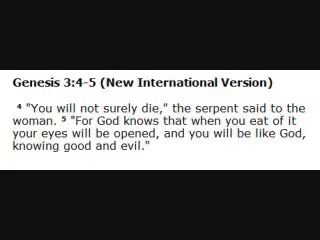 Genesis 3:4-5 (New International Version)
4 "You will not surely die," the serpent said to the
woman. 5 "For God knows that when you eat of it
your eyes will be opened, and you will be like God,
knowing good and evil."